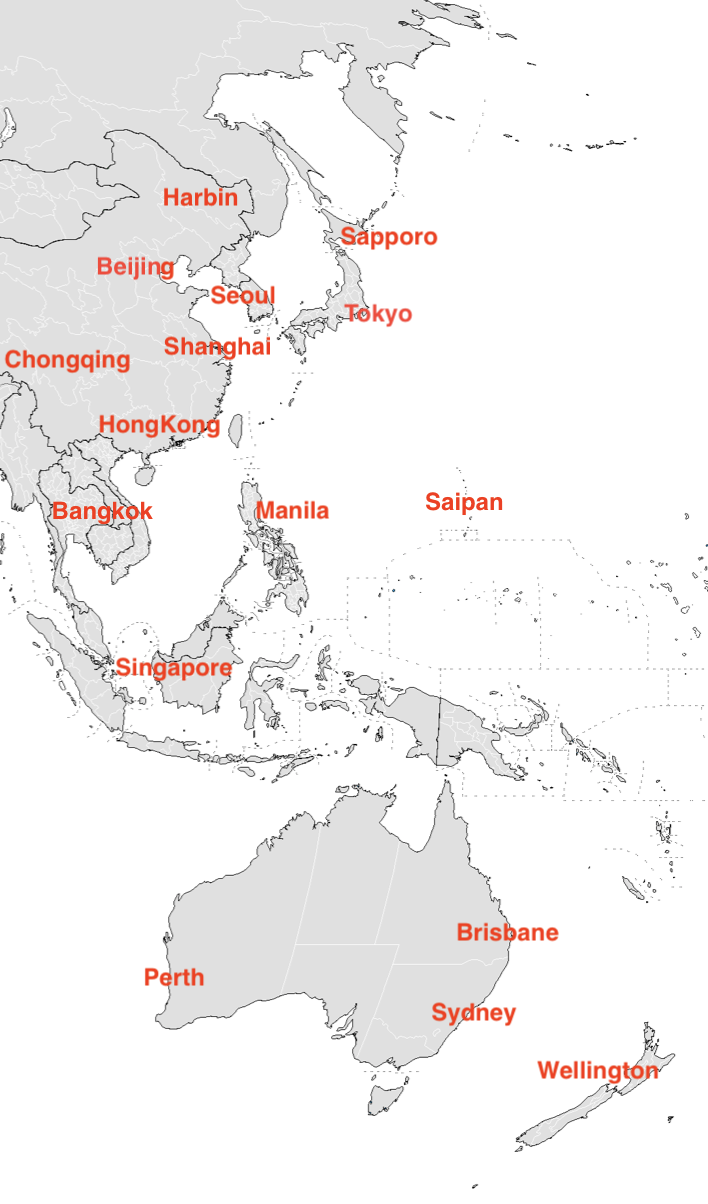 Harbin
Sapporo
Beijing
Seoul
Tokyo
Shanghai
Chongqing
HongKong
Saipan
Bangkok
Manila
Singapore
Brisbane
Perth
Sydney
Wellington